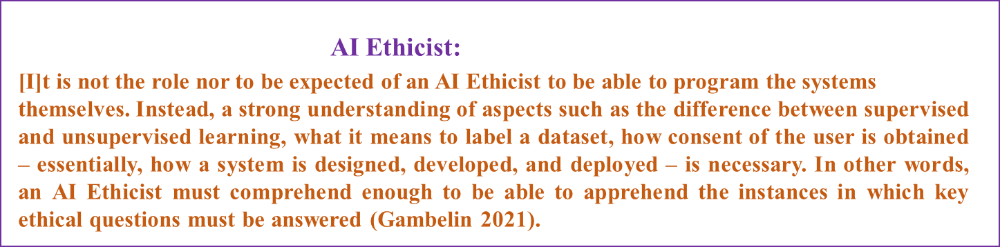 AI Ethicist:
[I]t is not the role nor to be expected of an AI Ethicist to be able to program the systems
themselves. Instead, a strong understanding of aspects such as the difference between supervised
and unsupervised learning, what it means to label a dataset, how consent of the user is obtained
– essentially, how a system is designed, developed, and deployed – is necessary. In other words,
an AI Ethicist must comprehend enough to be able to apprehend the instances in which key
ethical questions must be answered (Gambelin 2021).